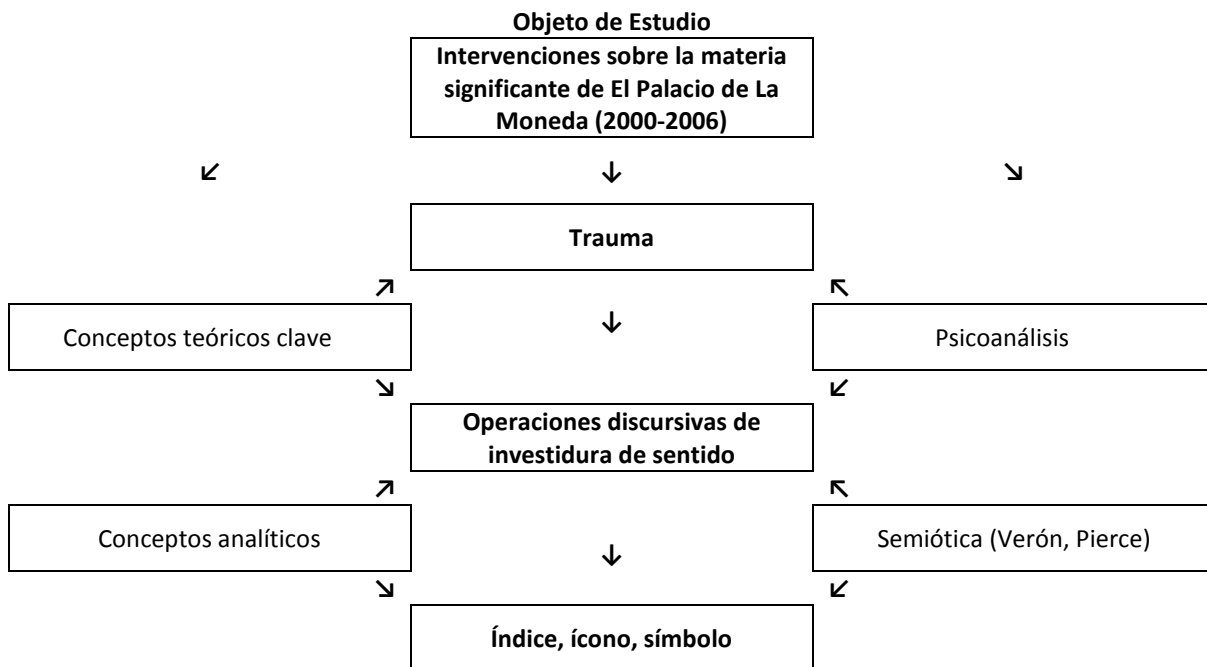 Objeto de Estudio
Intervenciones sobre la materia
significante de El Palacio de La
Moneda (2000-2006)
Trauma
Conceptos teóricos clave
Psicoanálisis
Operaciones discursivas de
investidura de sentido
Conceptos analíticos
Semiótica (Verón, Pierce)
Índice, ícono, símbolo